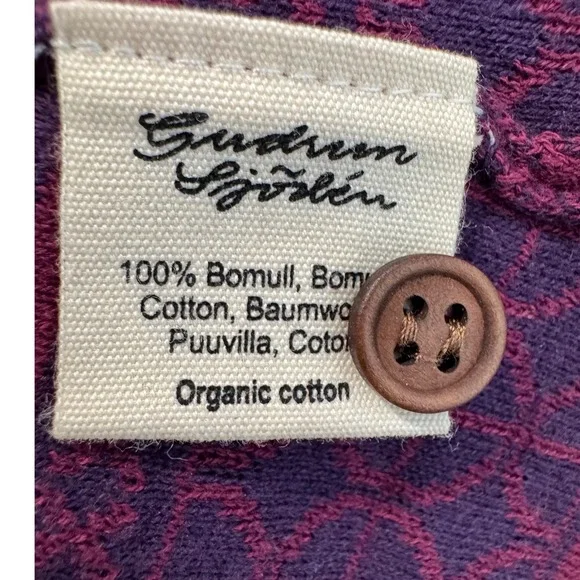 Gudrun
Sjödén
100% Bomull,
Cotton,
Puuvilla,
Organic cotton